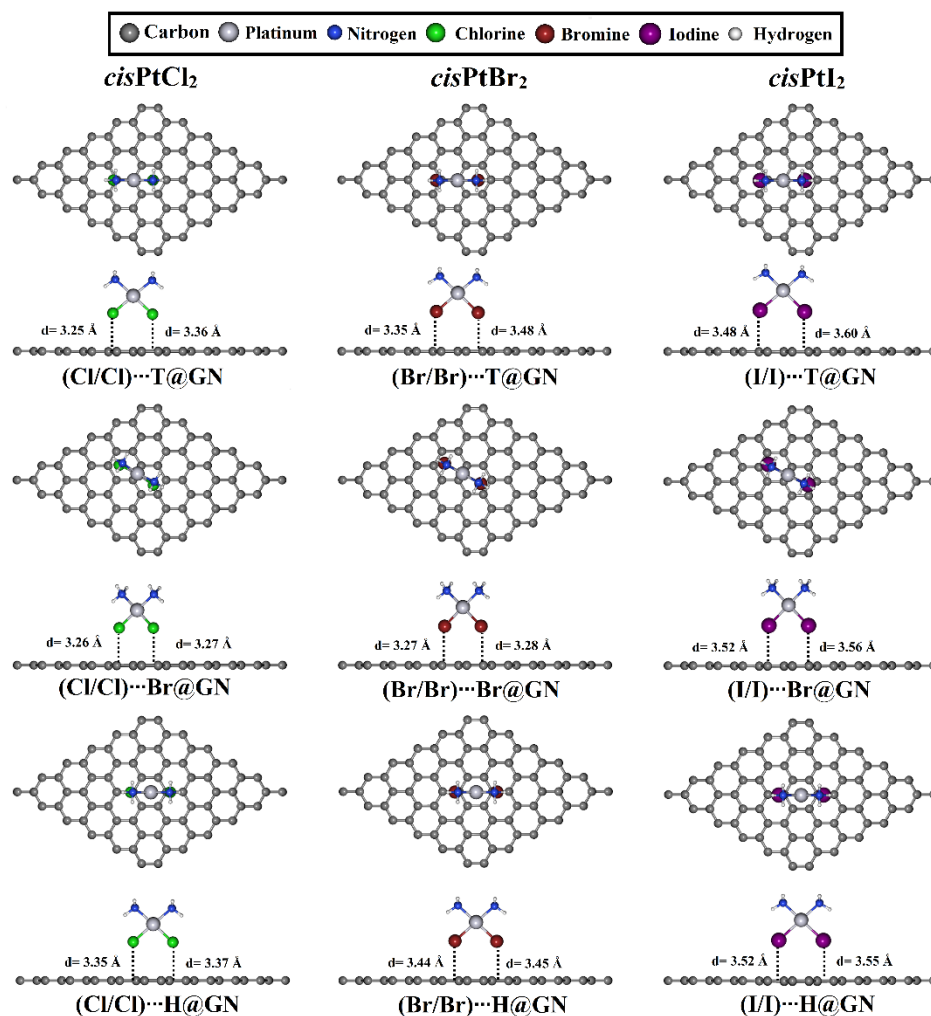 Carbon Platinum Nitrogen Chlorine Bromine Iodine Hydrogen
cisPtCl₂ cisPtBr₂ cisPtI₂
d= 3.25 Å d= 3.36 Å d= 3.35 Å d= 3.48 Å d= 3.48 Å d= 3.60 Å
(Cl/Cl)···T@GN (Br/Br)···T@GN (I/I)···T@GN
d= 3.26 Å d= 3.27 Å d= 3.27 Å d= 3.28 Å d= 3.52 Å d= 3.56 Å
(Cl/Cl)···Br@GN (Br/Br)···Br@GN (I/I)···Br@GN
d= 3.35 Å d= 3.37 Å d= 3.44 Å d= 3.45 Å d= 3.52 Å d= 3.55 Å
(Cl/Cl)···H@GN (Br/Br)···H@GN (I/I)···H@GN